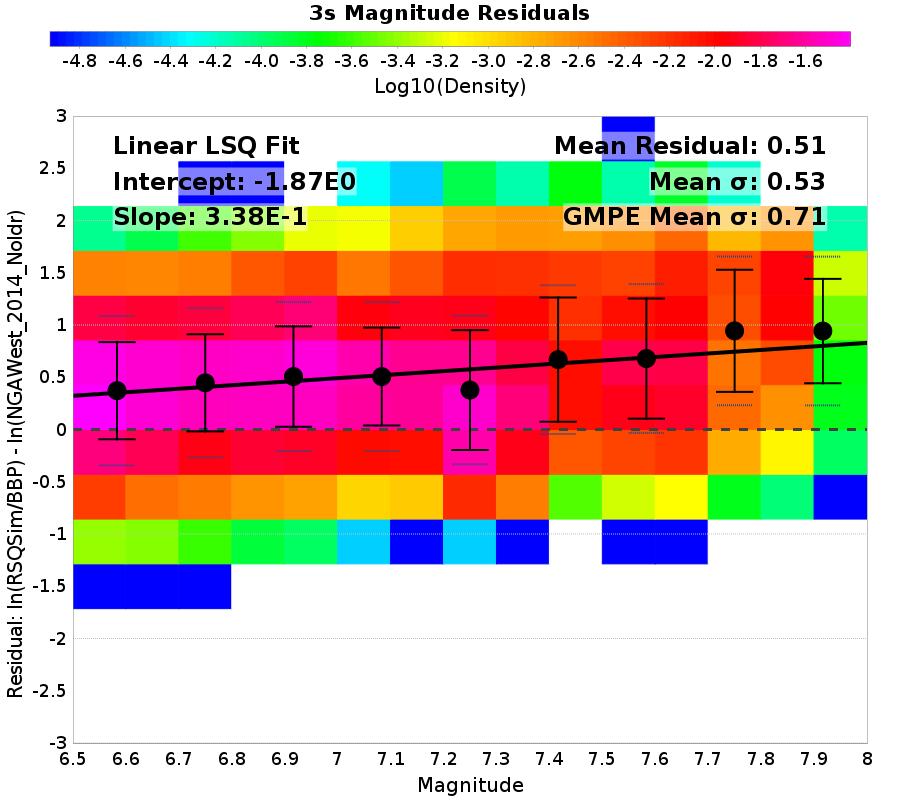 3s Magnitude Residuals
-4.8 -4.6 -4.4 -4.2 -4.0 -3.8 -3.6 -3.4 -3.2 -3.0 -2.8 -2.6 -2.4 -2.2 -2.0 -1.8 -1.6
Log10(Density)
Residual: ln(RSQSim/BBP) - ln(NGAWest_2014_NoIdr)
3
2.5
2
1.5
1
0.5
0
-0.5
-1
-1.5
-2
-2.5
-3
Linear LSQ Fit
Intercept: -1.87E0
Slope: 3.38E-1
Mean Residual: 0.51
Mean σ: 0.53
GMPE Mean σ: 0.71
6.5 6.6 6.7 6.8 6.9 7 7.1 7.2 7.3 7.4 7.5 7.6 7.7 7.8 7.9 8
Magnitude